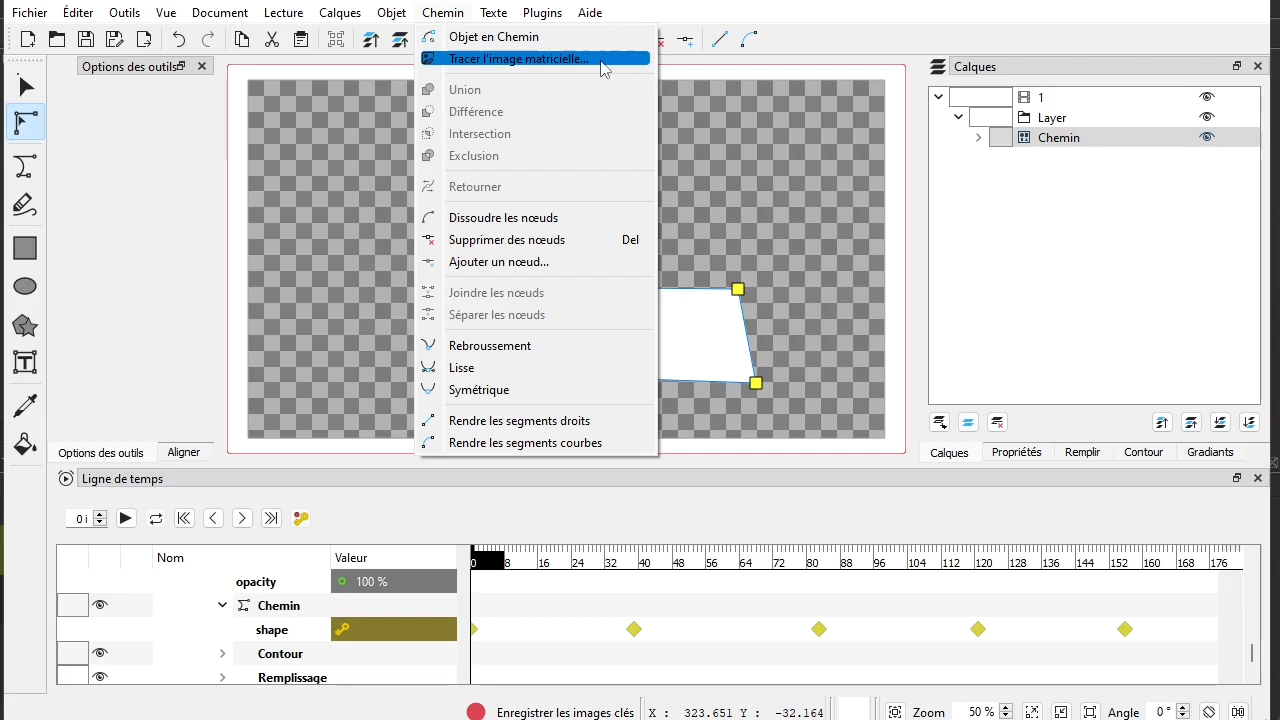 Fichier Éditer Outils Vue Document Lecture Calques Objet Chemin Texte Plugins Aide
Options des outils
Objet en Chemin
Tracer l'image matricielle...
Union
Différence
Intersection
Exclusion
Retourner
Dissoudre les nœuds
Supprimer des nœuds Del
Ajouter un nœud...
Joindre les nœuds
Séparer les nœuds
Rebroussement
Lisse
Symétrique
Rendre les segments droits
Rendre les segments courbes
Calques
1
Layer
Chemin
Options des outils Aligner
Calques Propriétés Remplir Contour Gradients
Ligne de temps
0 i
Nom Valeur
0 8 16 24 32 40 48 56 64 72 80 88 96 104 112 120 128 136 144 152 160 168 176
opacity 100 %
Chemin
shape
Contour
Remplissage
Enregistrer les images clés X : 323.651 Y : -32.164 Zoom 50 % Angle 0 °